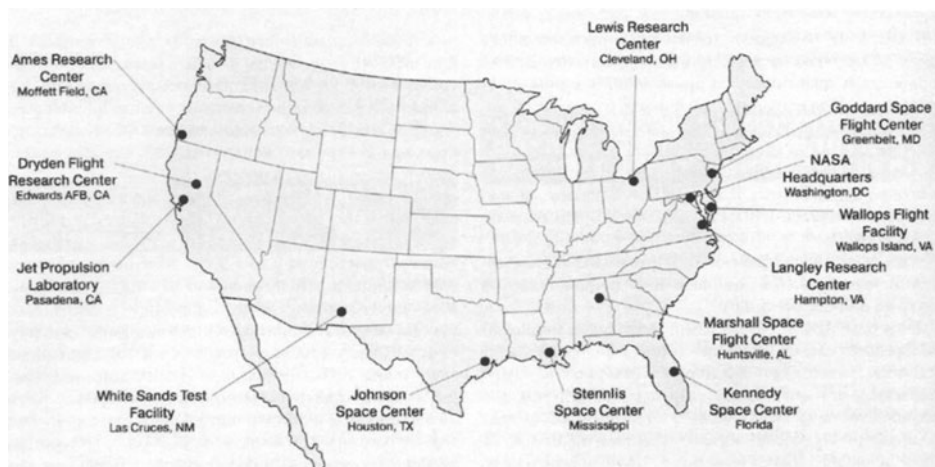 Lewis Research
Center
Cleveland, OH
Ames Research
Center
Moffett Field, CA
Goddard Space
Flight Center
Greenbelt, MD
Dryden Flight
Research Center
Edwards AFB, CA
NASA
Headquarters
Washington,DC
Wallops Flight
Facility
Wallops Island, VA
Jet Propulsion
Laboratory
Pasadena, CA
Langley Research
Center
Hampton, VA
Marshall Space
Flight Center
Huntsville, AL
White Sands Test
Facility
Las Cruces, NM
Johnson
Space Center
Houston, TX
Stennlis
Space Center
Mississippi
Kennedy
Space Center
Florida